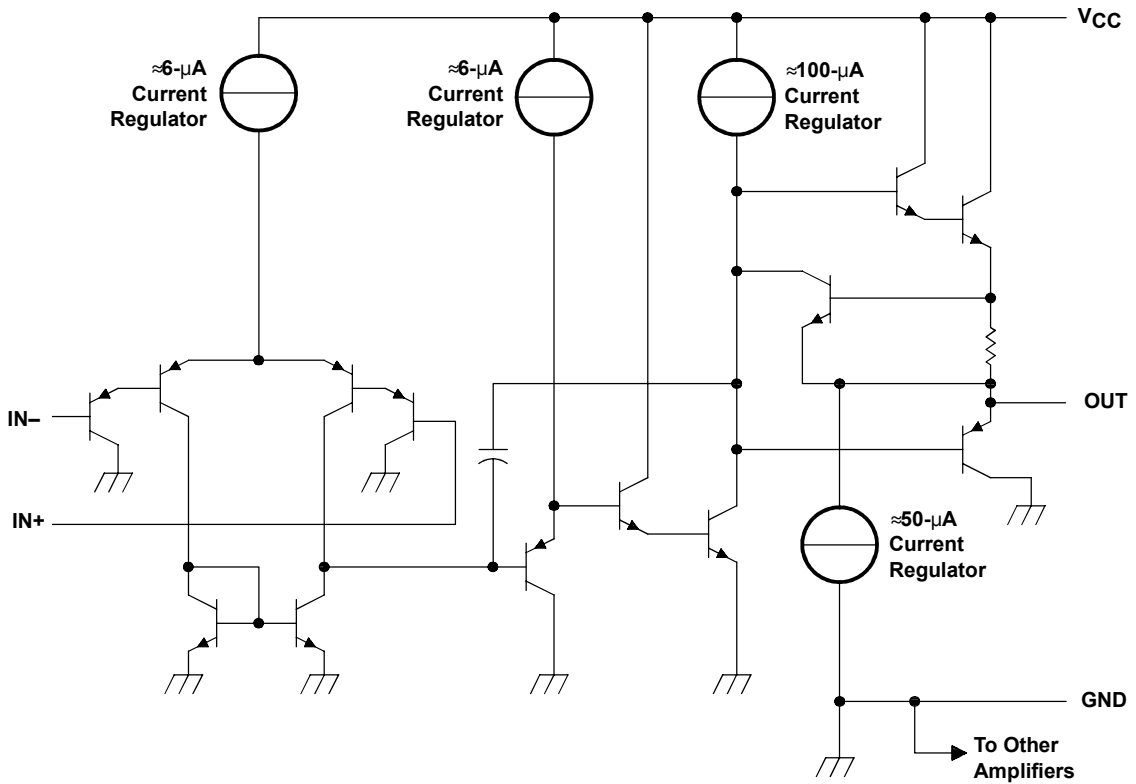 VCC
≈6-µA
Current
Regulator
≈6-µA
Current
Regulator
≈100-µA
Current
Regulator
IN−
OUT
IN+
≈50-µA
Current
Regulator
GND
To Other
Amplifiers